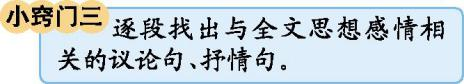 小窍门三
逐段找出与全文思想感情相
关的议论句、抒情句。